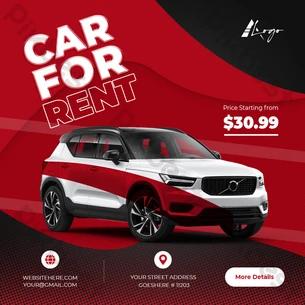 CAR
FOR
RENT
Logo
Price Starting from
$30.99
WEBSITEHERE.COM
YOUR@GMAIL.COM
YOUR STREET ADDRESS
GOESHERE # 11203
More Details